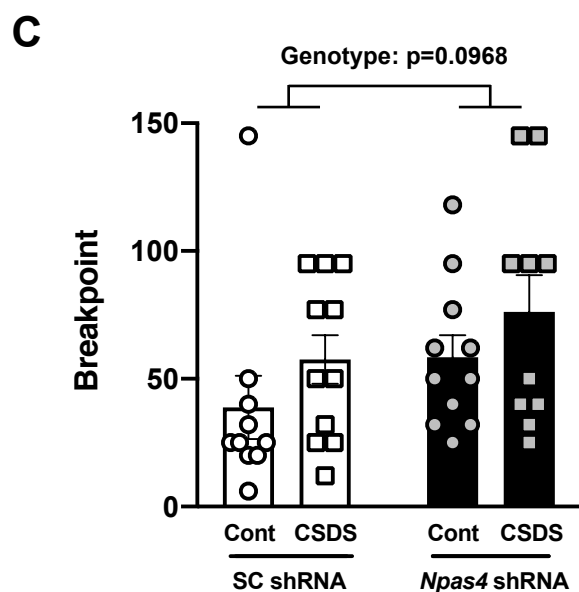 C
Genotype: p=0.0968
150
100
50
0
Breakpoint
Cont CSDS Cont CSDS
SC shRNA Npas4 shRNA